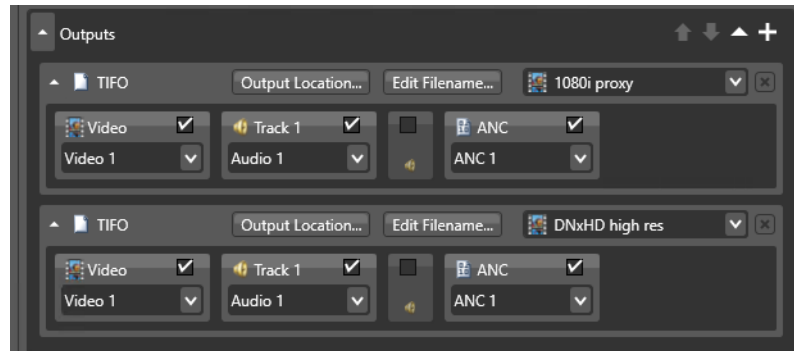 Outputs
TIFO Output Location... Edit Filename... 1080i proxy
Video Track 1 ANC
Video 1 Audio 1 ANC 1
TIFO Output Location... Edit Filename... DNxHD high res
Video Track 1 ANC
Video 1 Audio 1 ANC 1